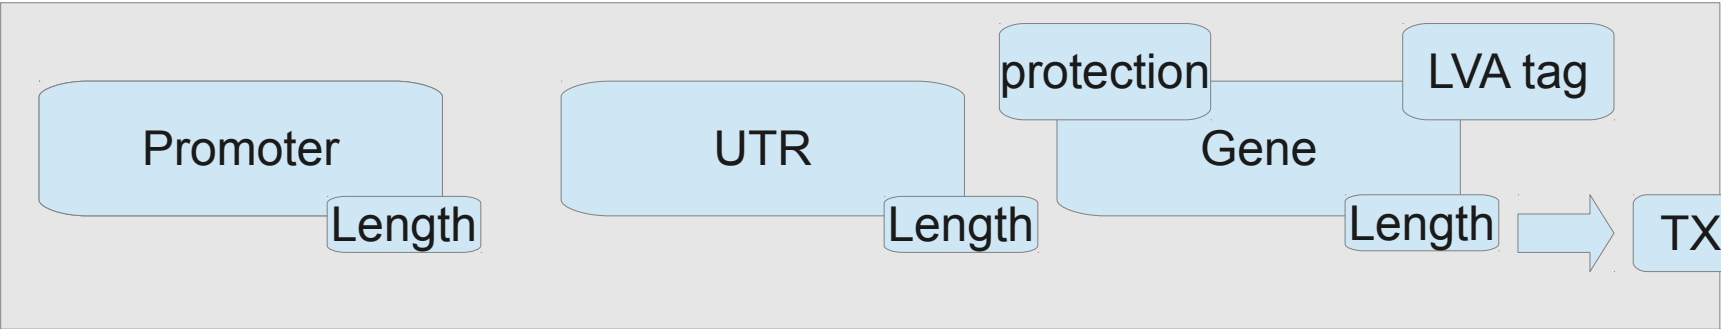 Promoter
Length
UTR
Length
protection
LVA tag
Gene
Length
TX